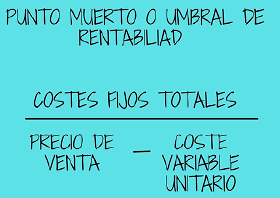 PUNTO MUERTO O UMBRAL DE
RENTABILIAD
COSTES FIJOS TOTALES
PRECIO DE
VENTA
—
COSTE
VARIABLE
UNITARIO